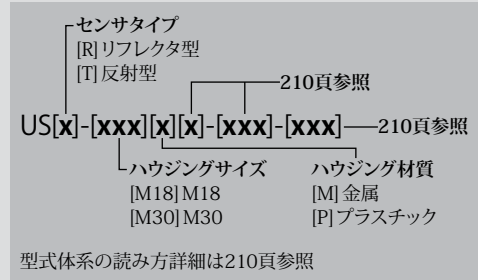 センサタイプ
[R]リフレクタ型
[T]反射型
210頁参照
US[x]-[xxx][x][x]-[xxx]-[xxx] 210頁参照
ハウジングサイズ
[M18]M18
[M30]M30
ハウジング材質
[M]金属
[P]プラスチック
型式体系の読み方詳細は210頁参照